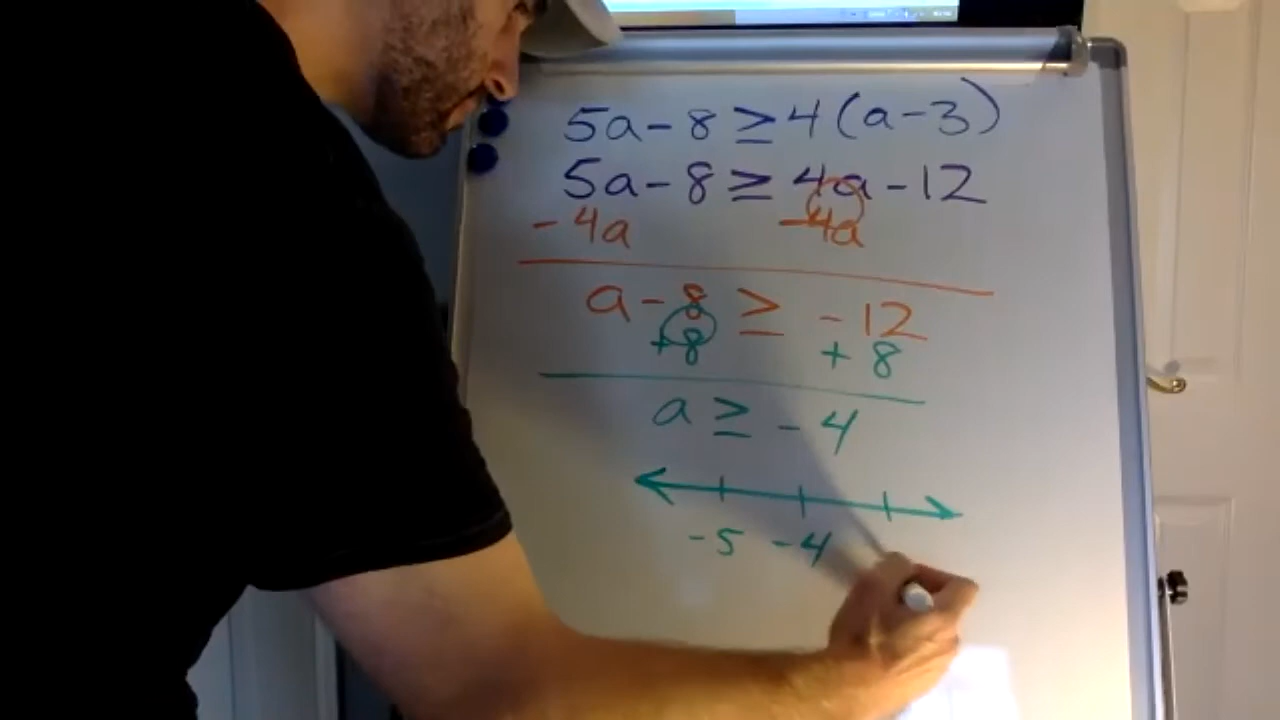 5a - 8 ≥ 4(a - 3)
5a - 8 ≥ 4a - 12
- 4a - 4a
a - 8 ≥ - 12
+ 8 + 8
a ≥ - 4
- 5 - 4